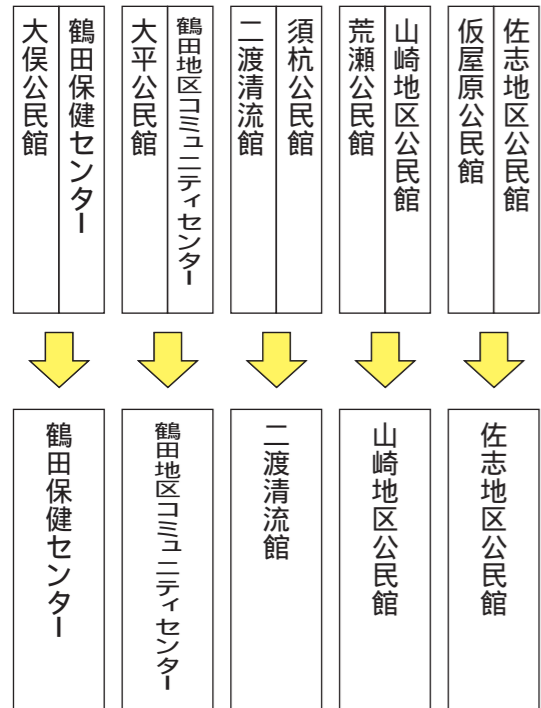 佐志地区公民館
仮屋原公民館
山崎地区公民館
荒瀬公民館
須杭公民館
二渡清流館
鶴田地区コミュニティセンター
大平公民館
鶴田保健センター
大俣公民館
佐志地区公民館
山崎地区公民館
二渡清流館
鶴田地区コミュニティセンター
鶴田保健センター